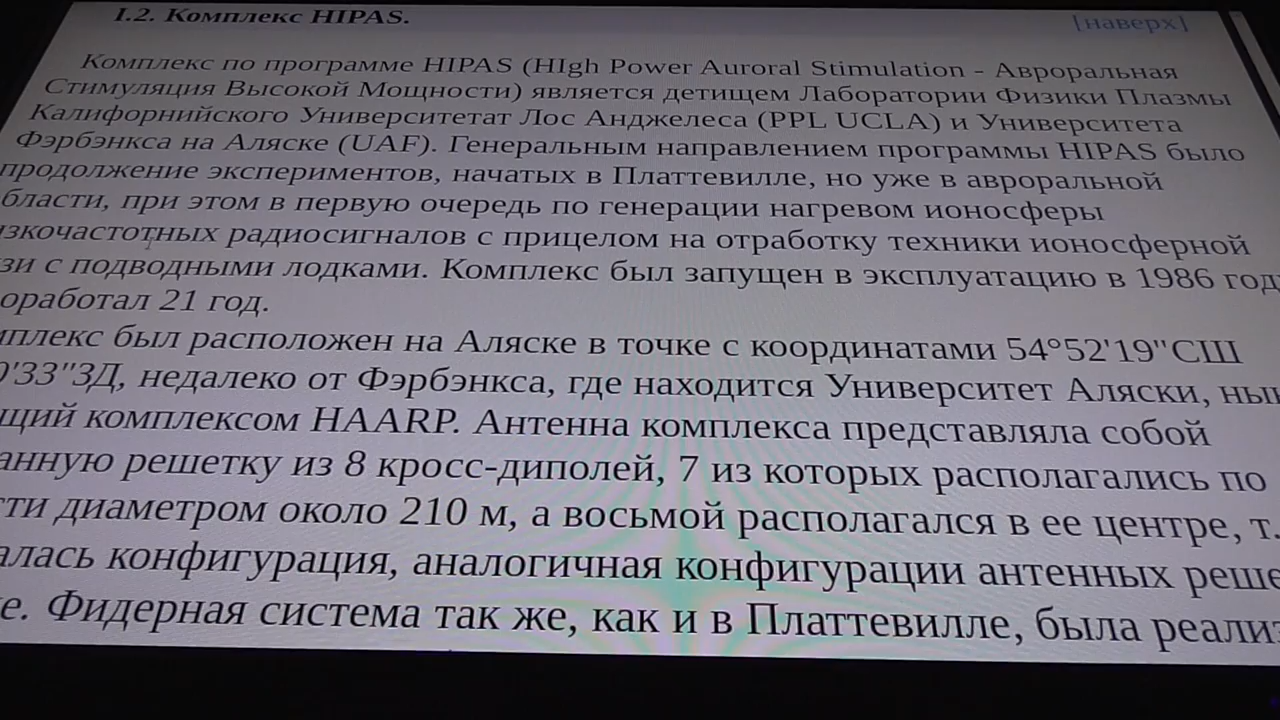 I.2. Комплекс HIPAS.
[наверх]
Комплекс по программе HIPAS (HIgh Power Auroral Stimulation - Авроральная
Стимуляция Высокой Мощности) является детищем Лаборатории Физики Плазмы
Калифорнийского Университетат Лос Анджелеса (PPL UCLA) и Университета
Фэрбэнкса на Аляске (UAF). Генеральным направлением программы HIPAS было
продолжение экспериментов, начатых в Платтевилле, но уже в авроральной
бласти, при этом в первую очередь по генерации нагревом ионосферы
зкочастотных радиосигналов с прицелом на отработку техники ионосферной
зи с подводными лодками. Комплекс был запущен в эксплуатацию в 1986 год
оработал 21 год.
мплекс был расположен на Аляске в точке с координатами 54°52'19"СШ
0'33"ЗД, недалеко от Фэрбэнкса, где находится Университет Аляски, ны
щий комплексом HAARP. Антенна комплекса представляла собой
анную решетку из 8 кросс-диполей, 7 из которых располагались по
сти диаметром около 210 м, а восьмой располагался в ее центре, т.
алась конфигурация, аналогичная конфигурации антенных реше
е. Фидерная система так же, как и в Платтевилле, была реализ